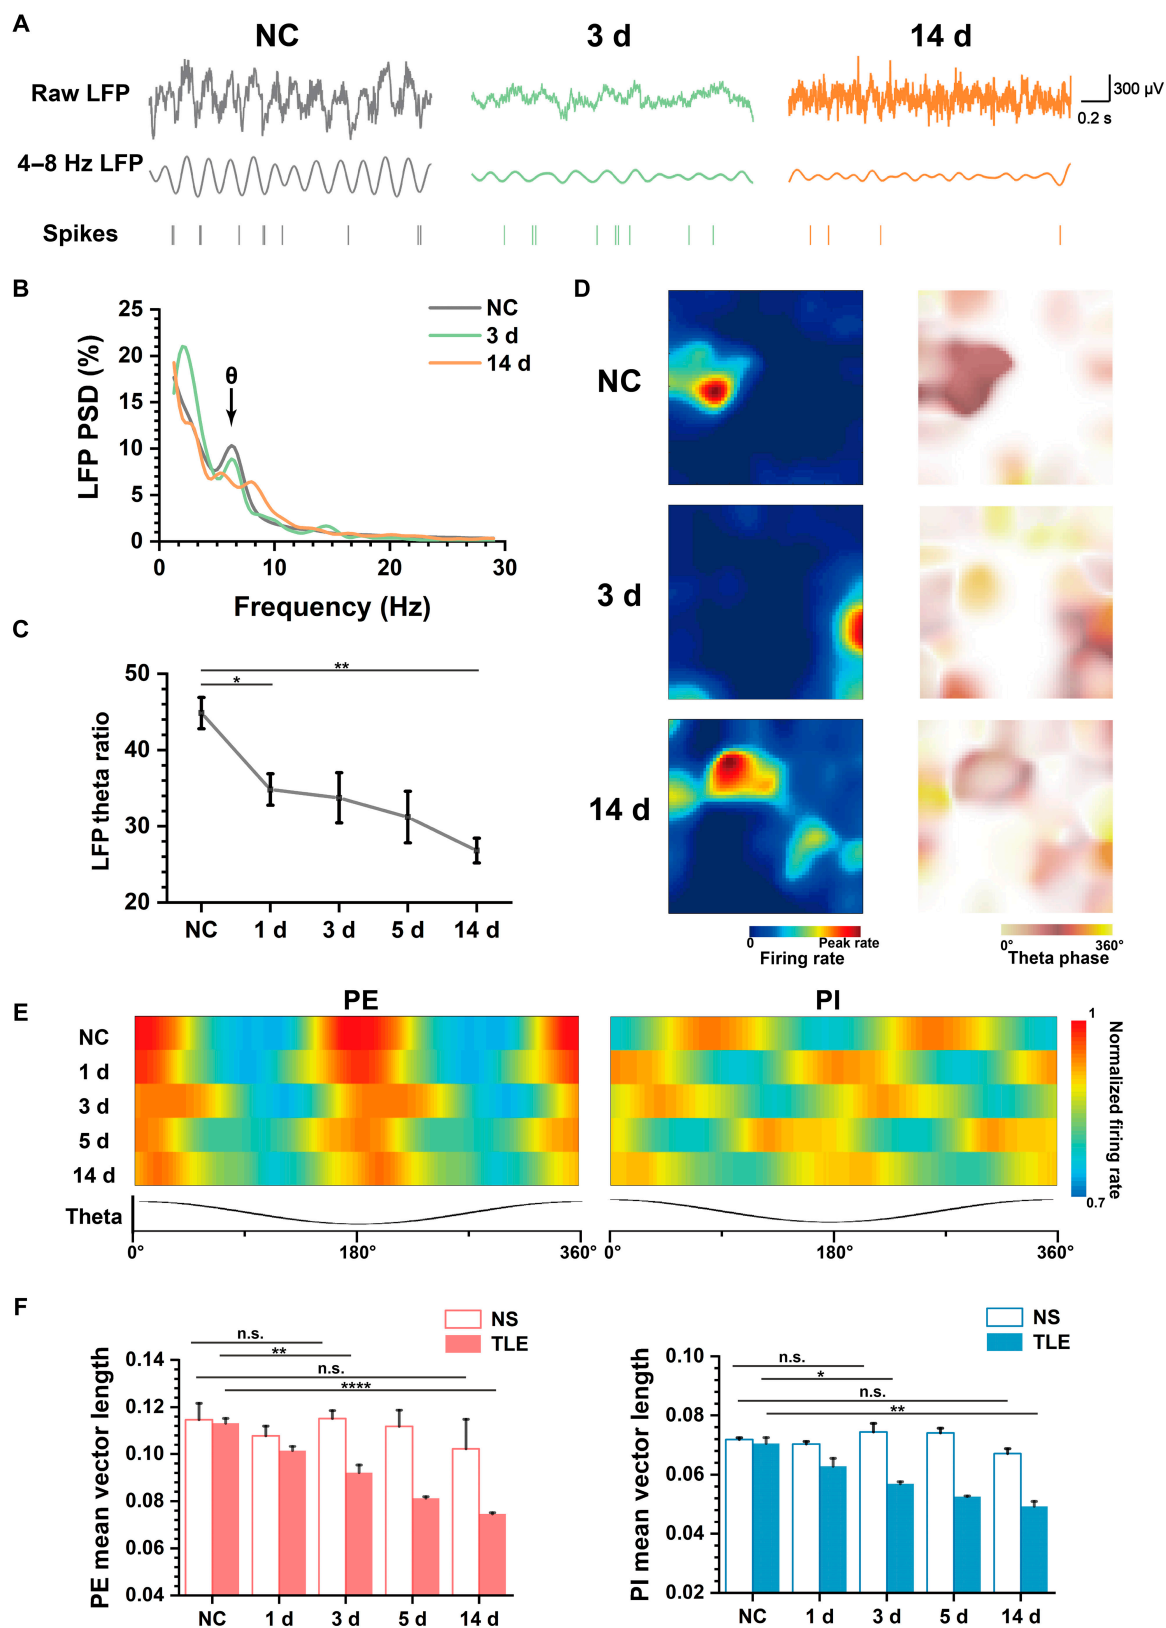 A
NC 3 d 14 d
Raw LFP
300 µV
0.2 s
4–8 Hz LFP
Spikes
B
25
20
15
10
5
0
LFP PSD (%)
NC
3 d
14 d
θ
0 10 20 30
Frequency (Hz)
C
50
40
30
20
LFP theta ratio
*
**
NC 1 d 3 d 5 d 14 d
D
NC
3 d
14 d
0 Peak rate
Firing rate
0° 360°
Theta phase
E
PE PI
NC
1 d
3 d
5 d
14 d
Theta
0° 180° 360°
0° 180° 360°
1
0.7
Normalized firing rate
F
NS
TLE
n.s.
**
n.s.
****
0.14
0.12
0.10
0.08
0.06
0.04
PE mean vector length
NC 1 d 3 d 5 d 14 d
NS
TLE
n.s.
*
n.s.
**
0.10
0.08
0.06
0.04
0.02
PI mean vector length
NC 1 d 3 d 5 d 14 d